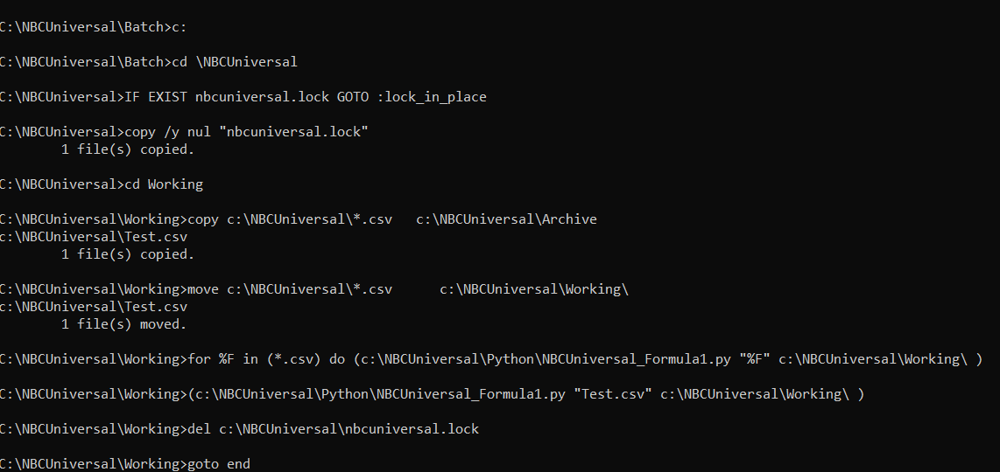 C:\NBCUniversal\Batch>c:
C:\NBCUniversal\Batch>cd \NBCUniversal
C:\NBCUniversal>IF EXIST nbcuniversal.lock GOTO :lock_in_place
C:\NBCUniversal>copy /y nul "nbcuniversal.lock"
        1 file(s) copied.
C:\NBCUniversal>cd Working
C:\NBCUniversal\Working>copy c:\NBCUniversal\*.csv   c:\NBCUniversal\Archive
c:\NBCUniversal\Test.csv
        1 file(s) copied.
C:\NBCUniversal\Working>move c:\NBCUniversal\*.csv      c:\NBCUniversal\Working\
c:\NBCUniversal\Test.csv
        1 file(s) moved.
C:\NBCUniversal\Working>for %F in (*.csv) do (c:\NBCUniversal\Python\NBCUniversal_Formula1.py "%F" c:\NBCUniversal\Working\ )
C:\NBCUniversal\Working>(c:\NBCUniversal\Python\NBCUniversal_Formula1.py "Test.csv" c:\NBCUniversal\Working\ )
C:\NBCUniversal\Working>del c:\NBCUniversal\nbcuniversal.lock
C:\NBCUniversal\Working>goto end